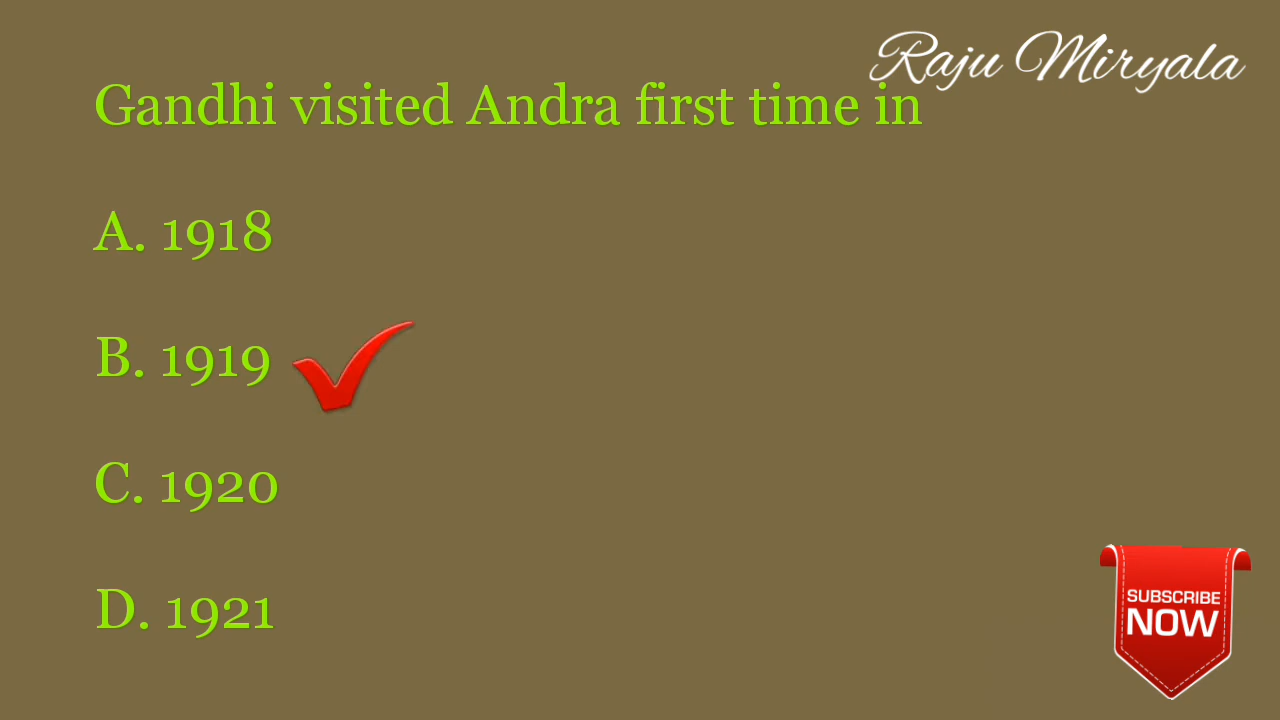 Raju Miryala
Gandhi visited Andra first time in
A. 1918
B. 1919
C. 1920
D. 1921
SUBSCRIBE
NOW